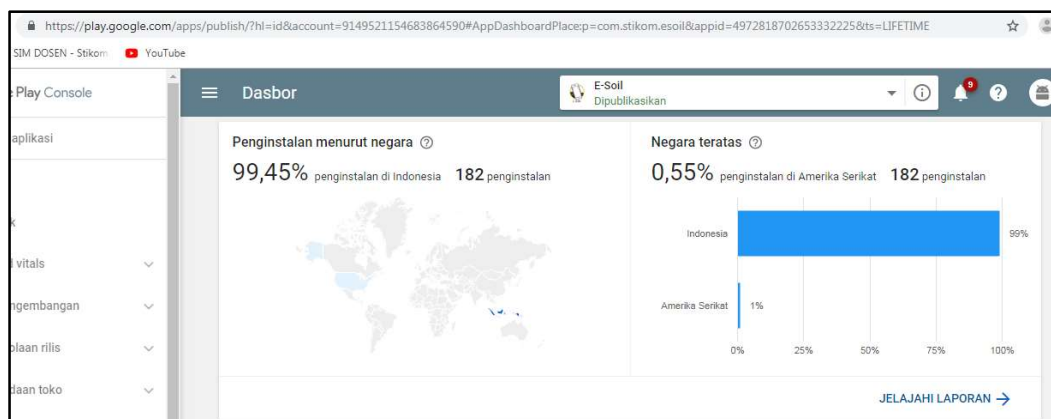 https://play.google.com/apps/publish/?hl=id&account=9149521154683864590#AppDashboardPlace:p=com.stikom.esoil&appid=4972818702653332225&ts=LIFETIME
SIM DOSEN - Stikom YouTube
Play Console
Dasbor
E-Soil
Dipublikasikan
9
aplikasi
vitals
ngembangan
olaan rilis
daan toko
Penginstalan menurut negara
99,45% penginstalan di Indonesia 182 penginstalan
Negara teratas
0,55% penginstalan di Amerika Serikat 182 penginstalan
Indonesia 99%
Amerika Serikat 1%
0% 25% 50% 75% 100%
JELAJAHI LAPORAN